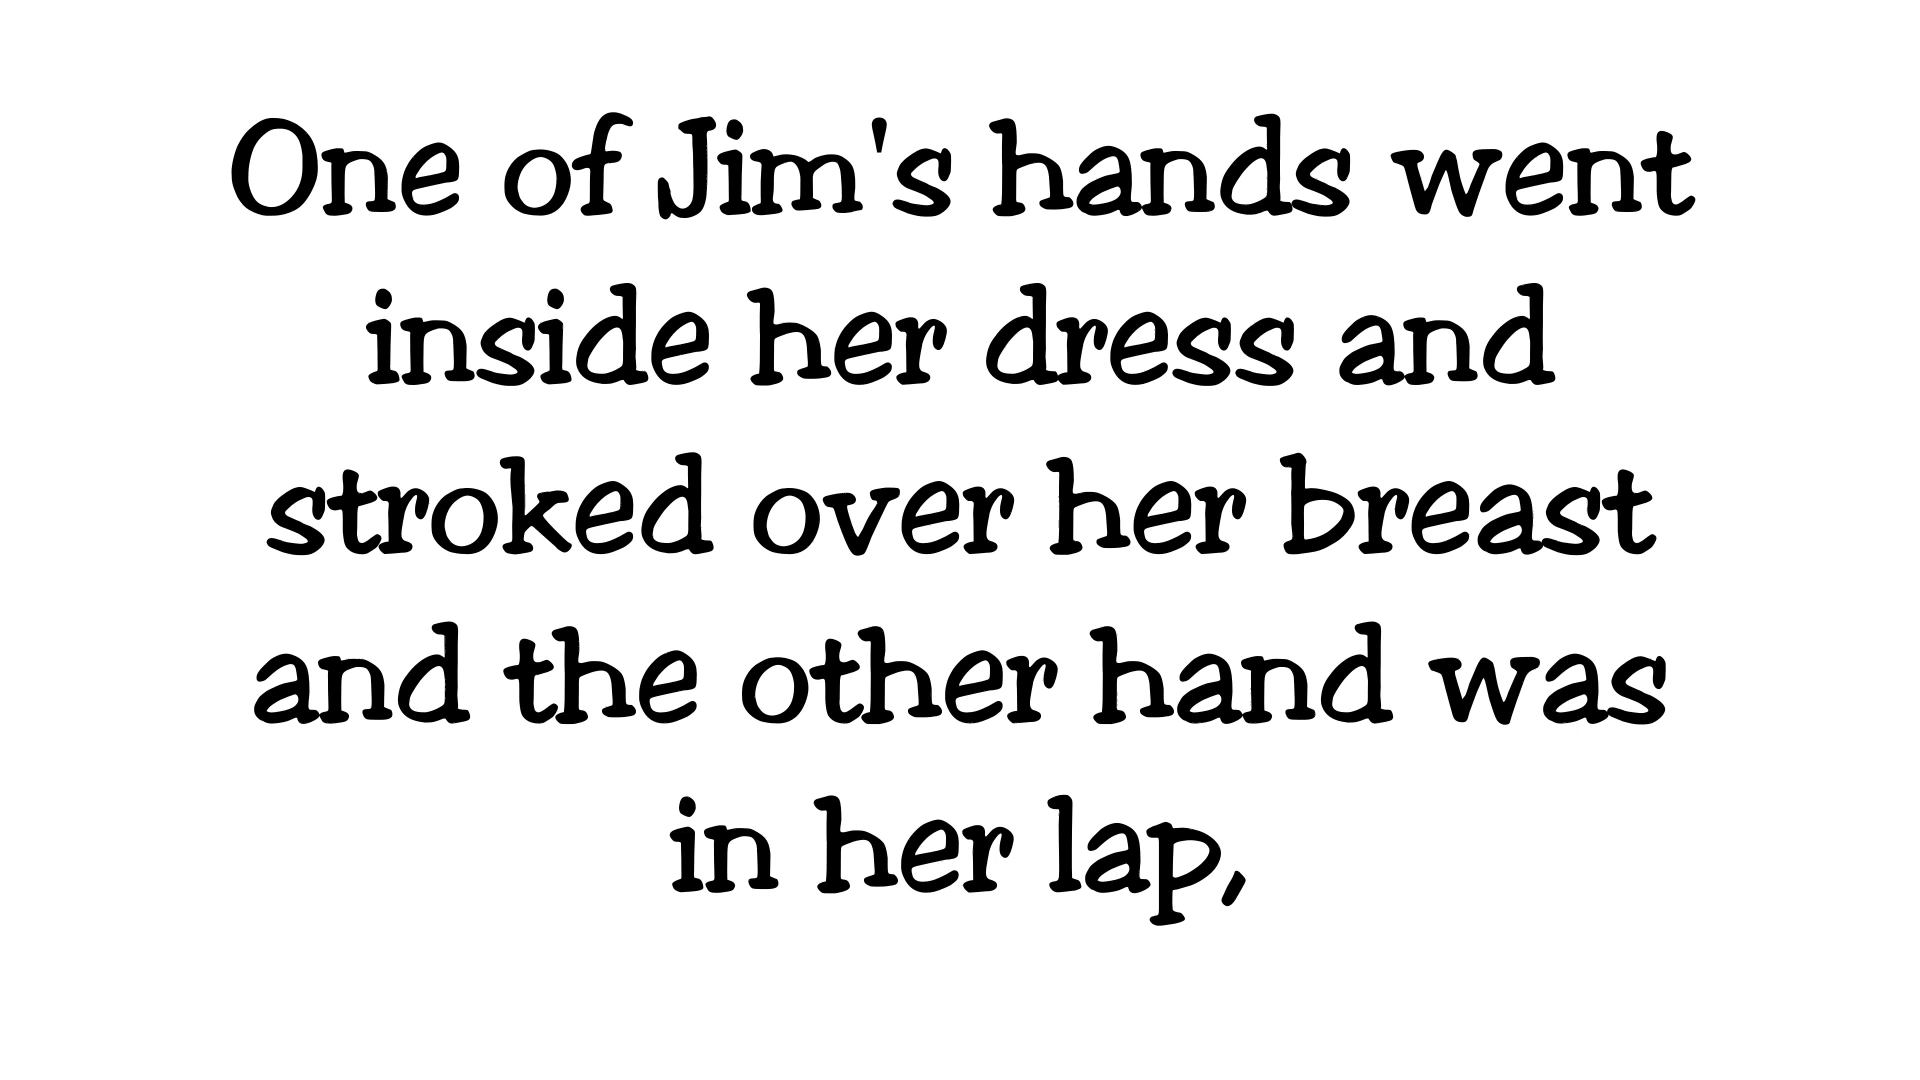 One of Jim's hands went
inside her dress and
stroked over her breast
and the other hand was
in her lap,